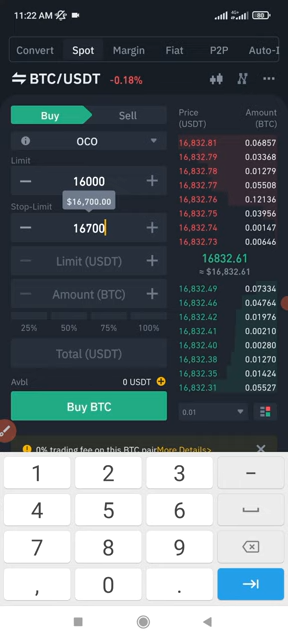 11:22 AM
80
Convert Spot Margin Fiat P2P Auto-I
BTC/USDT -0.18%
Buy Sell
OCO
Limit
16000
$16,700.00
Stop-Limit
16700
Limit (USDT)
Amount (BTC)
25% 50% 75% 100%
Total (USDT)
Avbl 0 USDT
Buy BTC
Price (USDT) Amount (BTC)
16,832.81 0.06857
16,832.79 0.03368
16,832.78 0.01279
16,832.77 0.05508
16,832.76 0.12136
16,832.75 0.03956
16,832.74 0.00147
16,832.73 0.00646
16832.61
≈ $16,832.61
16,832.49 0.07334
16,832.46 0.04764
16,832.42 0.01976
16,832.41 0.00210
16,832.40 0.00280
16,832.38 0.01270
16,832.35 0.01424
16,832.31 0.05527
0.01
0% trading fee on this BTC pair More Details>
1 2 3 -
4 5 6
7 8 9
, 0 .